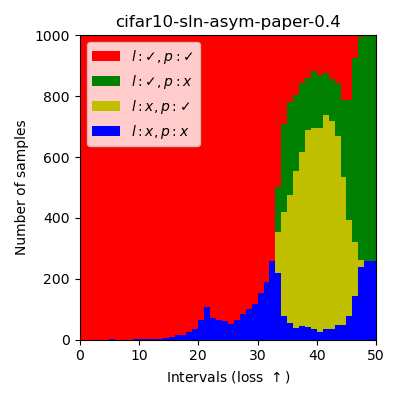 cifar10-sln-asym-paper-0.4
1000
800
600
400
200
0
Number of samples
l : ✓, p : ✓
l : ✓, p : x
l : x, p : ✓
l : x, p : x
0 10 20 30 40 50
Intervals (loss ↑)